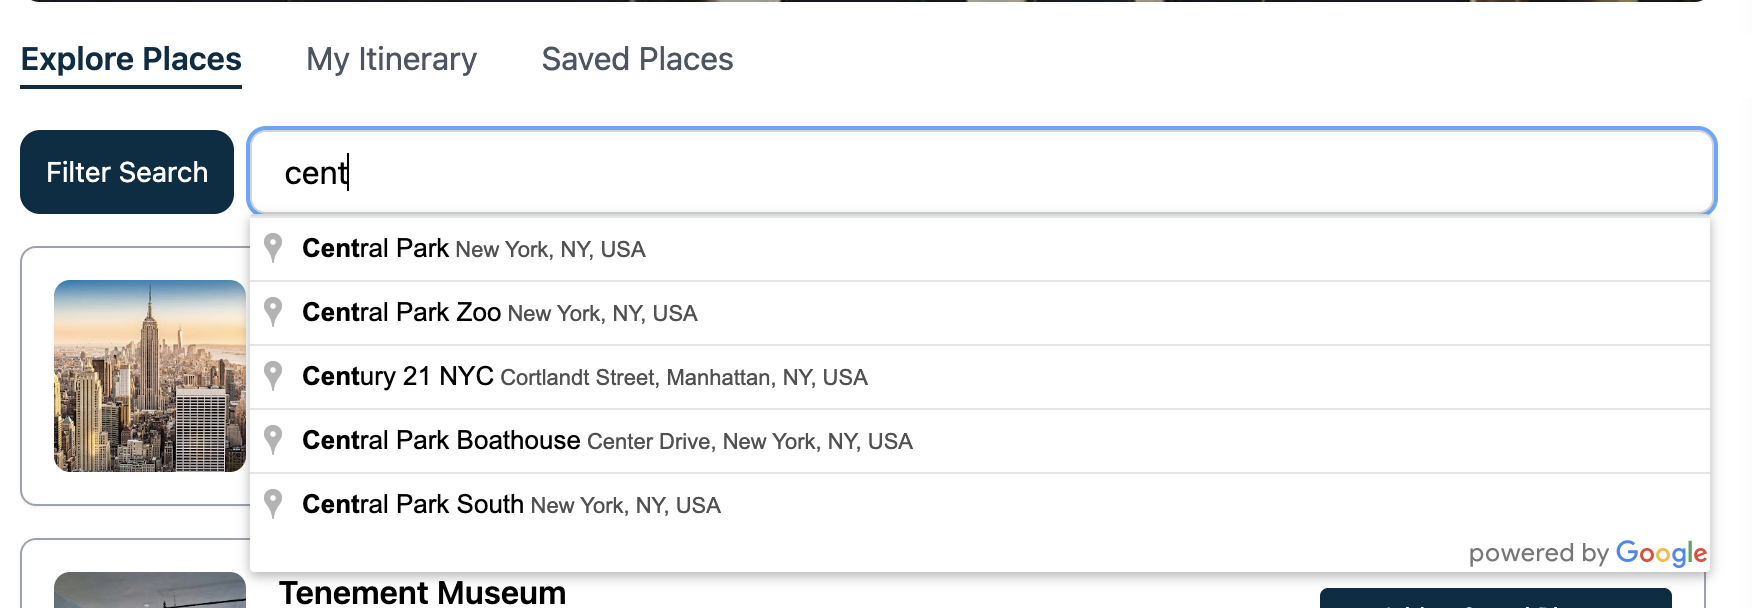 Explore Places My Itinerary Saved Places
Filter Search cent
Central Park New York, NY, USA
Central Park Zoo New York, NY, USA
Century 21 NYC Cortlandt Street, Manhattan, NY, USA
Central Park Boathouse Center Drive, New York, NY, USA
Central Park South New York, NY, USA
powered by Google
Tenement Museum